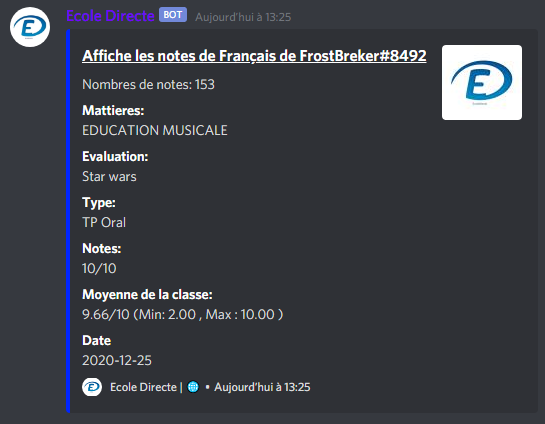 Ecole Directe BOT Aujourd'hui à 13:25
Affiche les notes de Français de FrostBreker#8492
Nombres de notes: 153
Mattieres:
EDUCATION MUSICALE
Evaluation:
Star wars
Type:
TP Oral
Notes:
10/10
Moyenne de la classe:
9.66/10 (Min: 2.00 , Max : 10.00 )
Date
2020-12-25
Ecole Directe | 🌐 • Aujourd'hui à 13:25